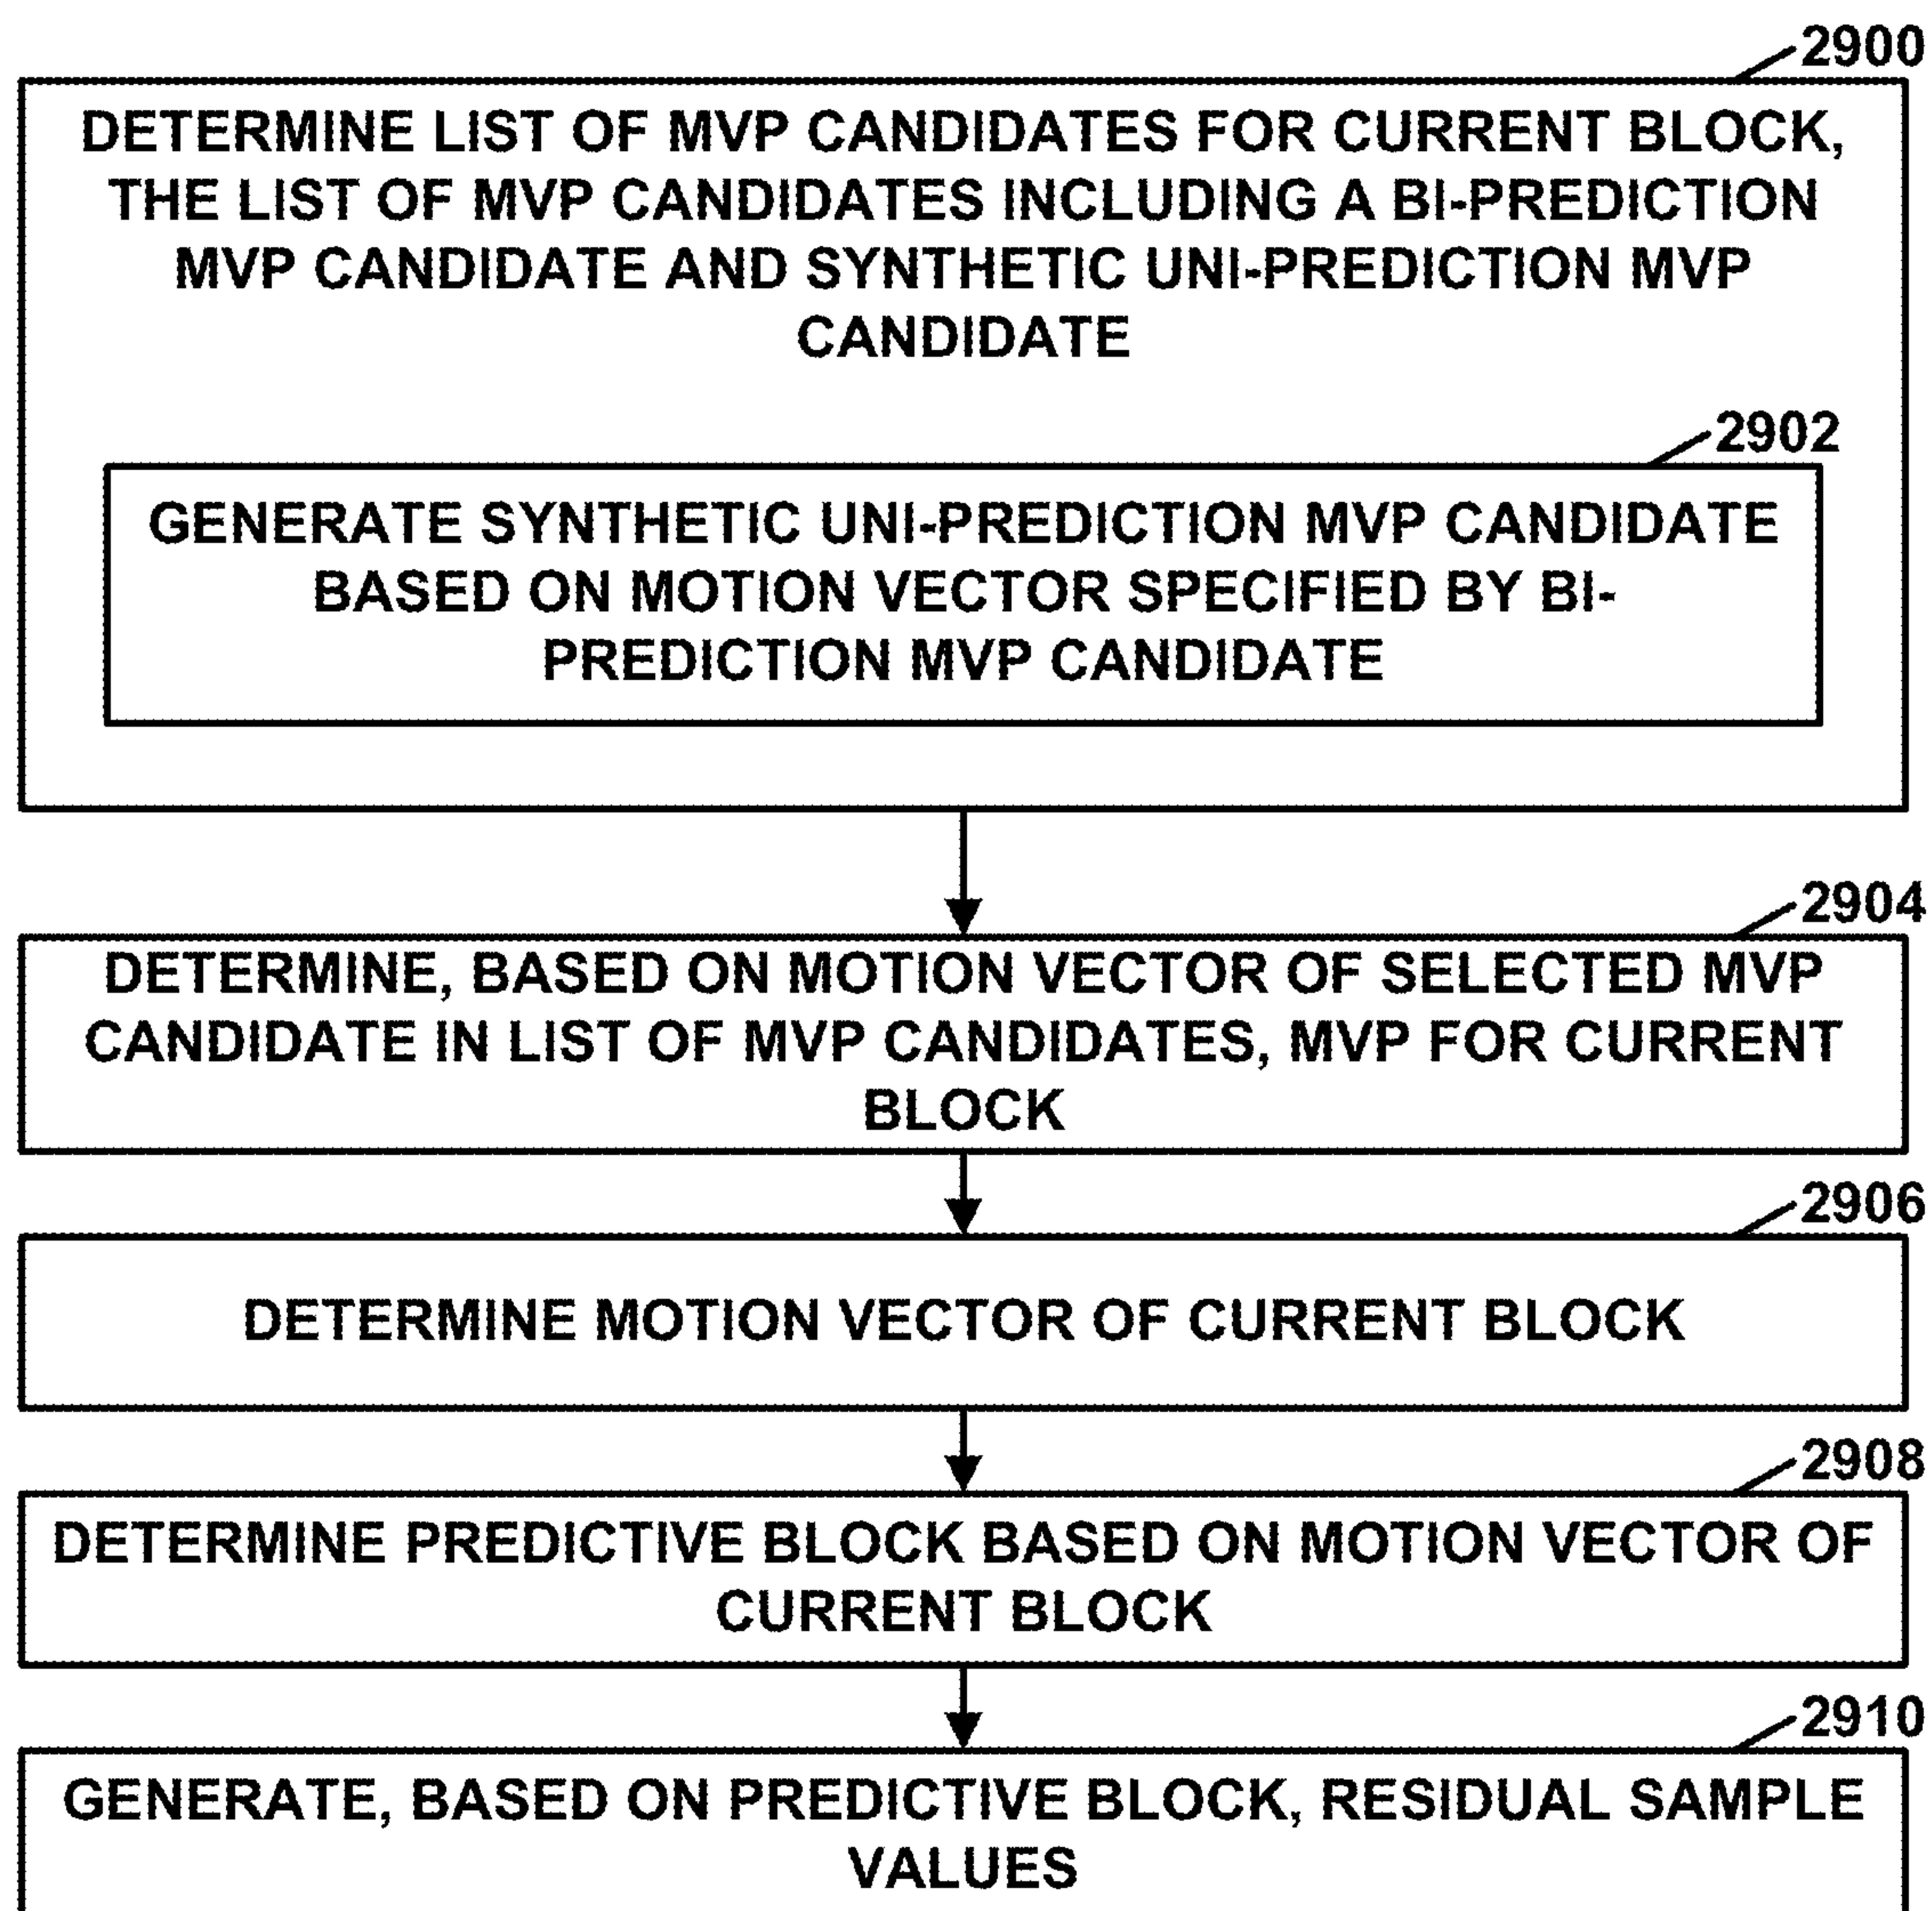 2900
DETERMINE LIST OF MVP CANDIDATES FOR CURRENT BLOCK,
THE LIST OF MVP CANDIDATES INCLUDING A BI-PREDICTION
MVP CANDIDATE AND SYNTHETIC UNI-PREDICTION MVP
CANDIDATE
2902
GENERATE SYNTHETIC UNI-PREDICTION MVP CANDIDATE
BASED ON MOTION VECTOR SPECIFIED BY BI-
PREDICTION MVP CANDIDATE
2904
DETERMINE, BASED ON MOTION VECTOR OF SELECTED MVP
CANDIDATE IN LIST OF MVP CANDIDATES, MVP FOR CURRENT
BLOCK
2906
DETERMINE MOTION VECTOR OF CURRENT BLOCK
2908
DETERMINE PREDICTIVE BLOCK BASED ON MOTION VECTOR OF
CURRENT BLOCK
2910
GENERATE, BASED ON PREDICTIVE BLOCK, RESIDUAL SAMPLE
VALUES